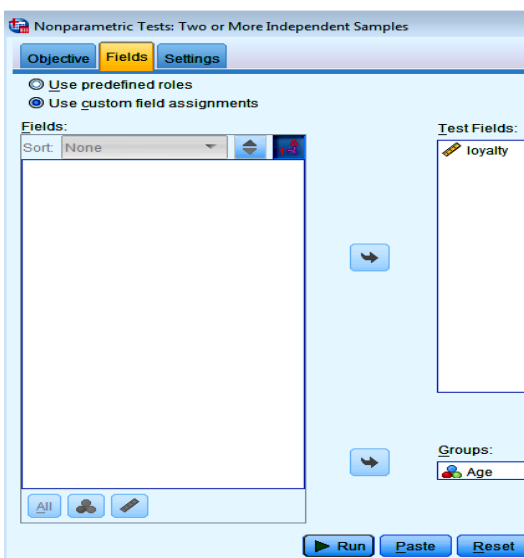 Nonparametric Tests: Two or More Independent Samples
Objective Fields Settings
Use predefined roles
Use custom field assignments
Fields:
Sort: None
Test Fields:
loyalty
Groups:
Age
All
Run Paste Reset